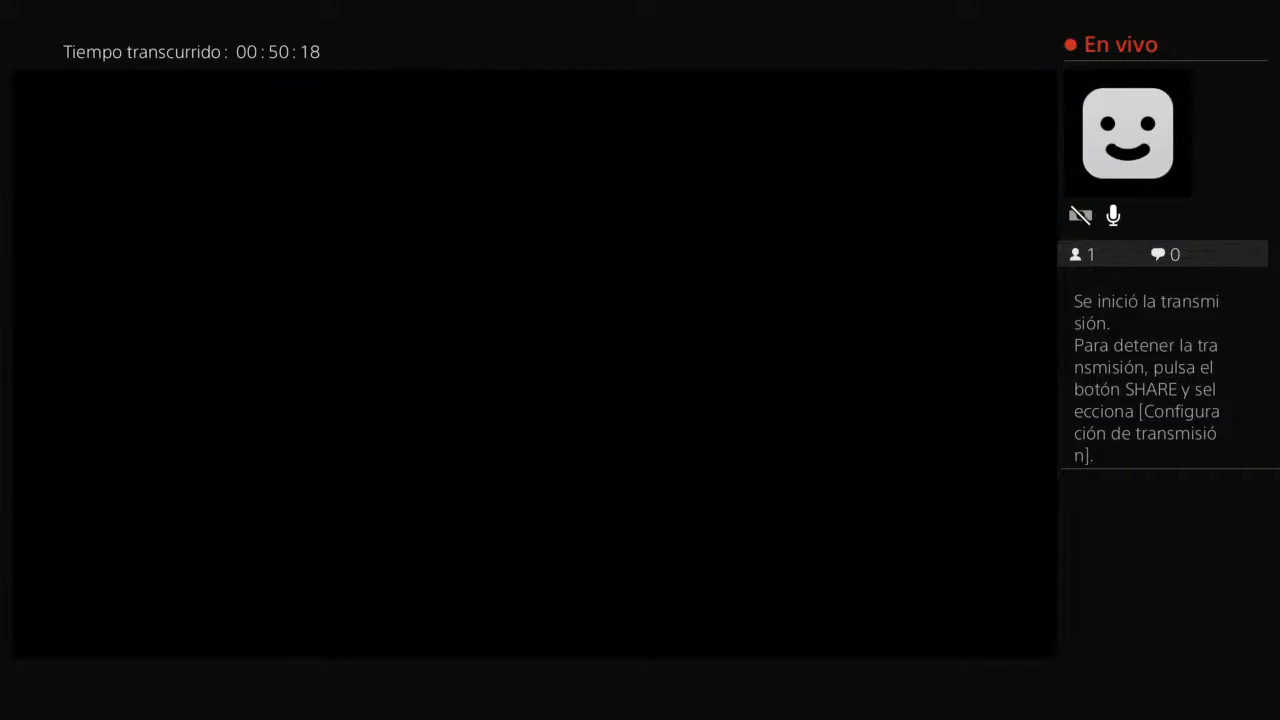 Tiempo transcurrido: 00:50:18
En vivo
1 0
Se inició la transmi
sión.
Para detener la tra
nsmisión, pulsa el
botón SHARE y sel
ecciona [Configura
ción de transmisió
n].